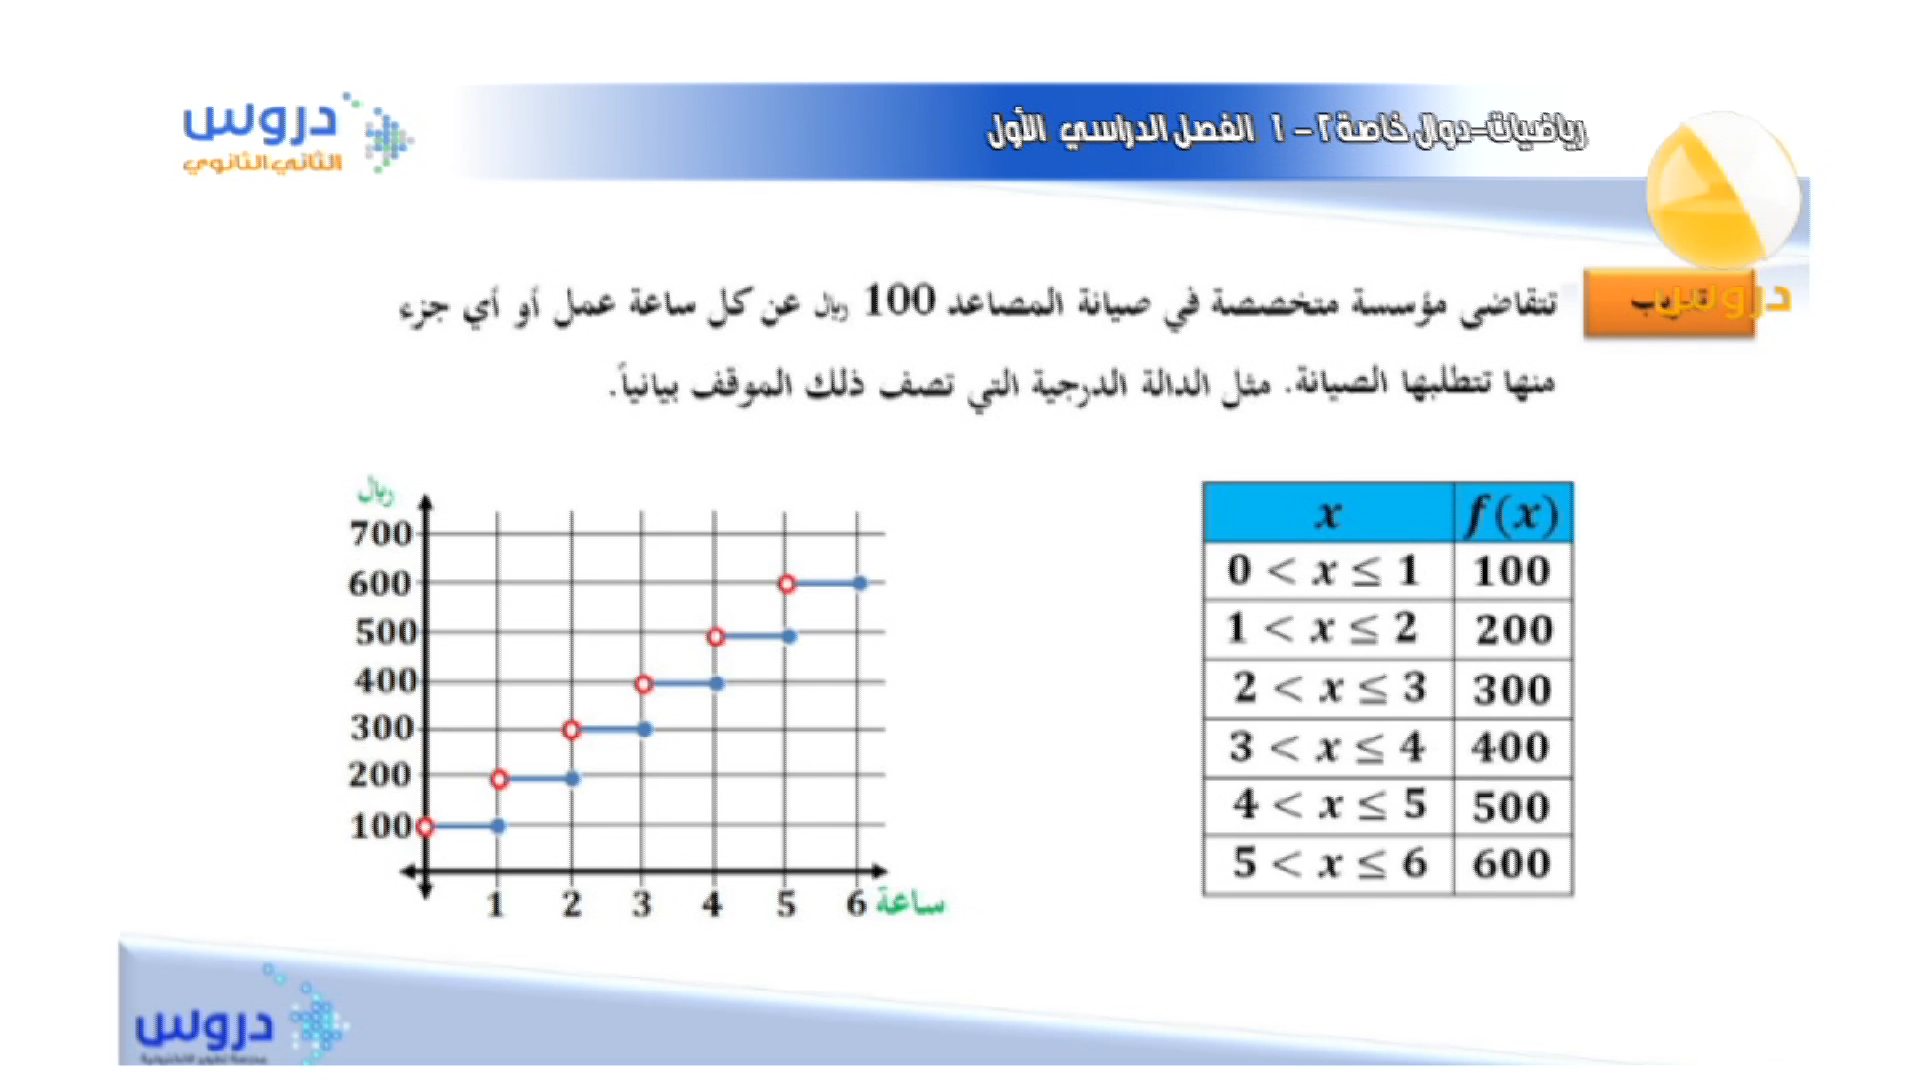 رياضيات-دوال خاصة ٢ - ١ الفصل الدراسي الأول
دروس
الثاني الثانوي
دروس
تتقاضى مؤسسة متخصصة في صيانة المصاعد 100 ريال عن كل ساعة عمل أو أي جزء
منها تتطلبها الصيانة. مثل الدالة الدرجية التي تصف ذلك الموقف بيانياً.
ريال
700
600
500
400
300
200
100
1 2 3 4 5 6 ساعة
x f(x)
0 < x ≤ 1 100
1 < x ≤ 2 200
2 < x ≤ 3 300
3 < x ≤ 4 400
4 < x ≤ 5 500
5 < x ≤ 6 600
دروس